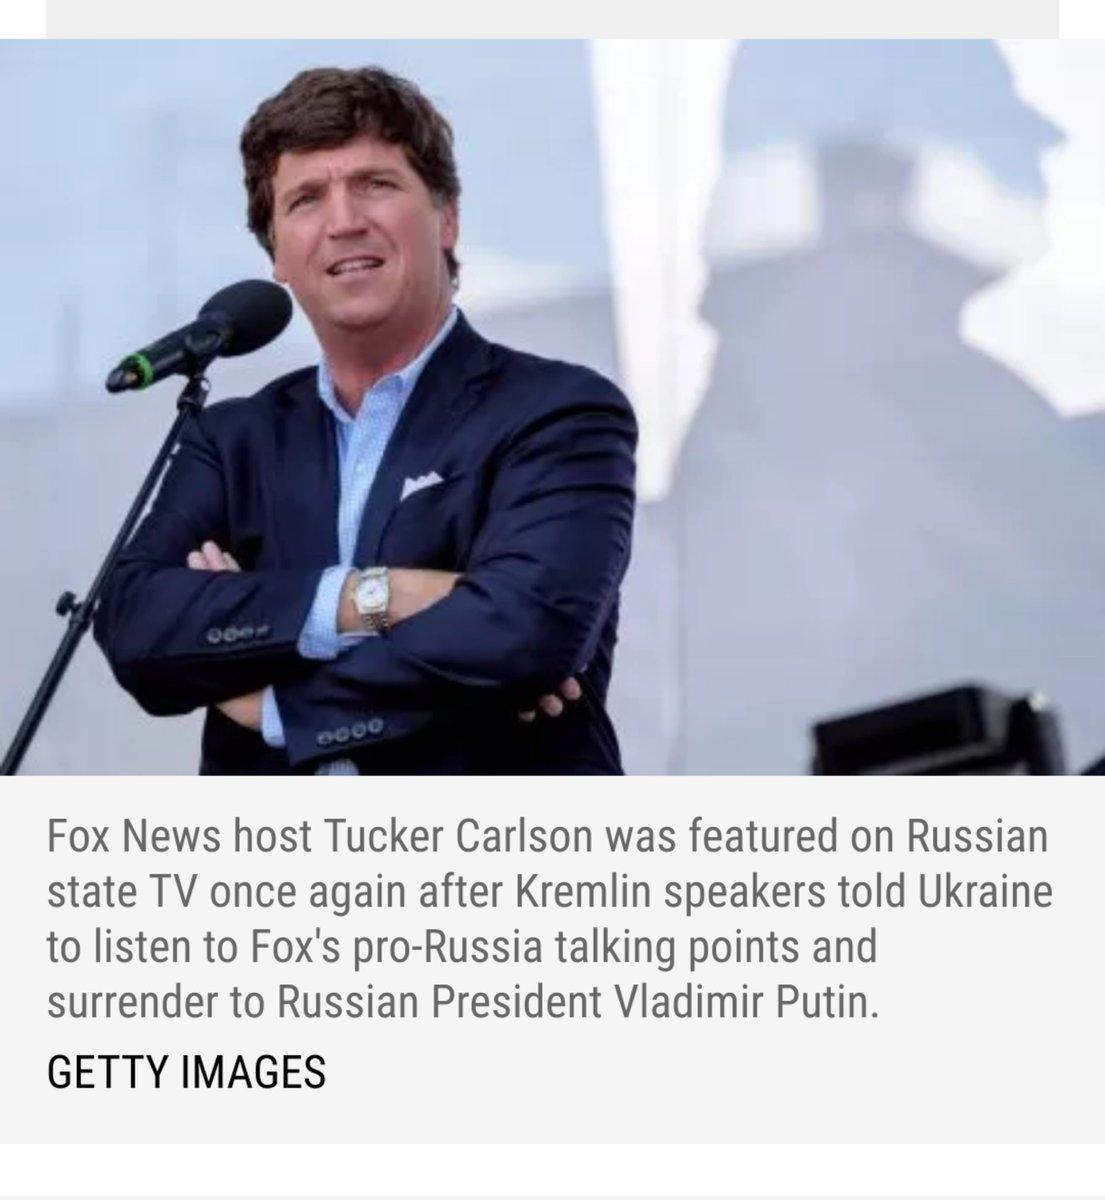 Fox News host Tucker Carlson was featured on Russian
state TV once again after Kremlin speakers told Ukraine
to listen to Fox's pro-Russia talking points and
surrender to Russian President Vladimir Putin.
GETTY IMAGES